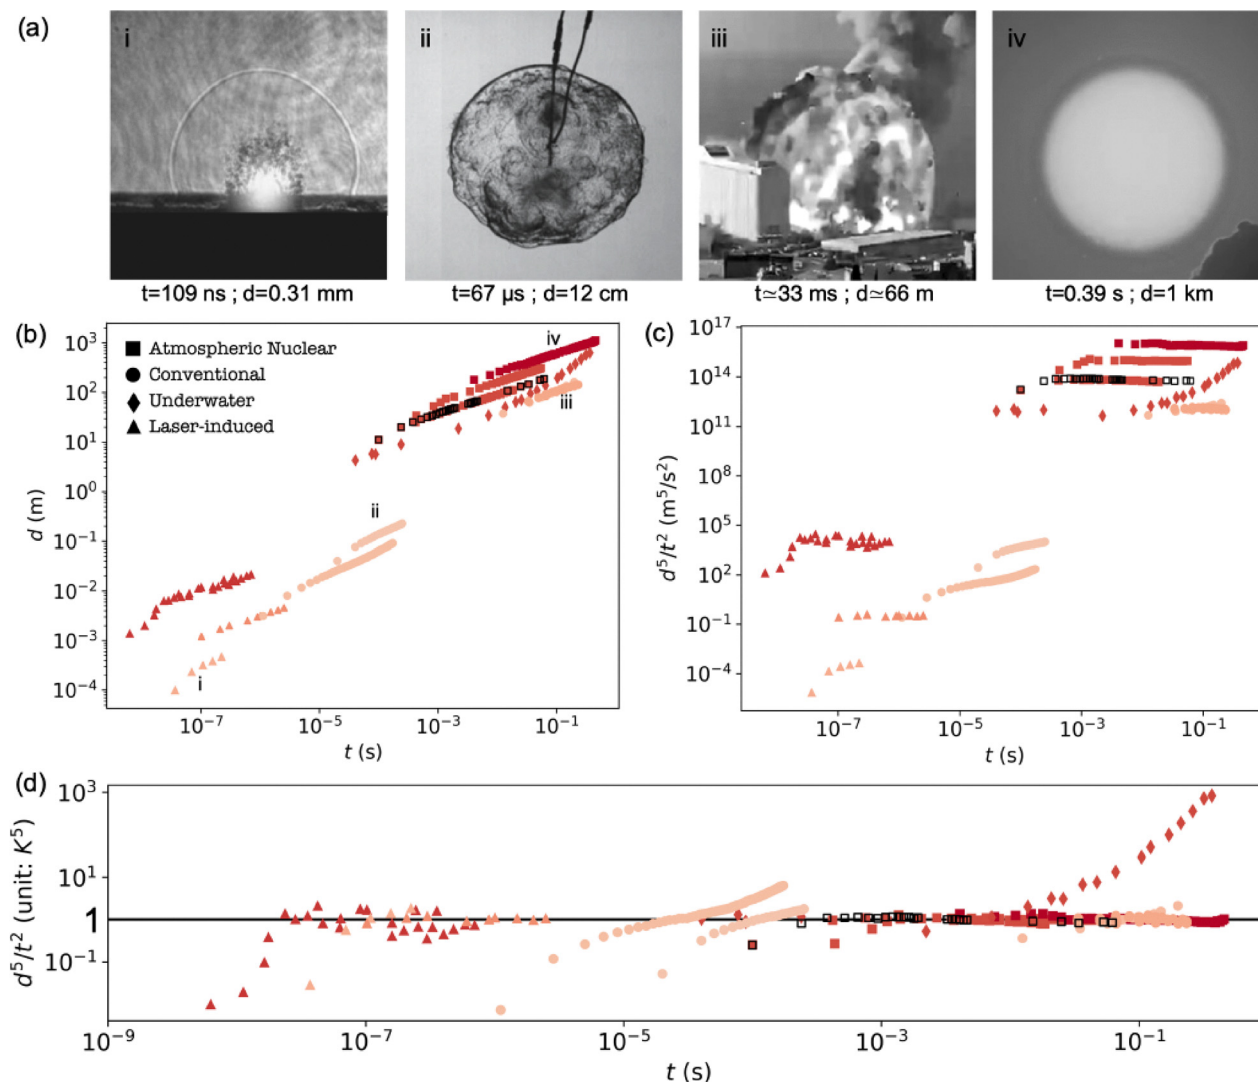 (a)
i
ii
iii
iv
t=109 ns ; d=0.31 mm
t=67 μs ; d=12 cm
t≃33 ms ; d≃66 m
t=0.39 s ; d=1 km
(b)
10³
10²
10¹
10⁰
10⁻¹
10⁻²
10⁻³
10⁻⁴
d (m)
Atmospheric Nuclear
Conventional
Underwater
Laser-induced
iv
iii
ii
i
10⁻⁷
10⁻⁵
10⁻³
10⁻¹
t (s)
(c)
10¹⁷
10¹⁴
10¹¹
10⁵
10²
10⁻¹
10⁻⁴
d⁵/t² (m⁵/s²)
10⁻⁷
10⁻⁵
10⁻³
10⁻¹
t (s)
(d)
10³
10¹
1
10⁻¹
d⁵/t² (unit: K⁵)
10⁻⁹
10⁻⁷
10⁻⁵
10⁻³
10⁻¹
t (s)